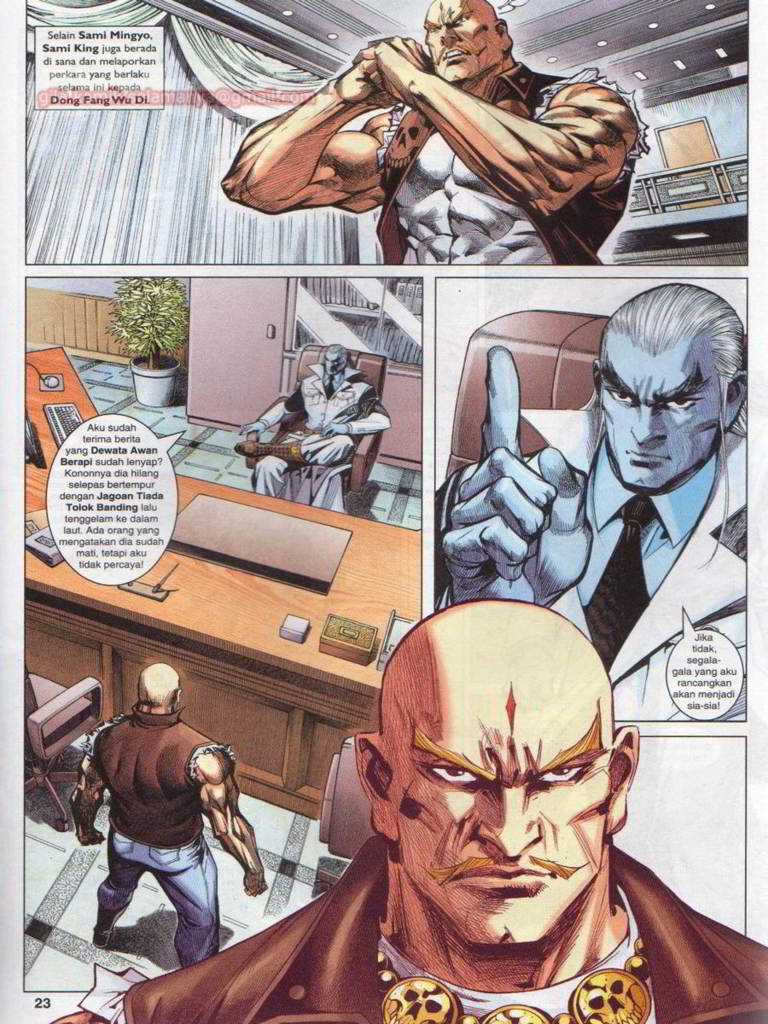 Selain Sami Mingyo,
Sami King juga berada
di sana dan melaporkan
perkara yang berlaku
selama ini kepada
Dong Fang Wu Di.
Aku sudah
terima berita
yang Dewata Awan
Berapi sudah lenyap?
Kononnya dia hilang
selepas bertempur
dengan Jagoan Tiada
Tolok Banding lalu
tenggelam ke dalam
laut. Ada orang yang
mengatakan dia sudah
mati, tetapi aku
tidak percaya!
Jika
tidak,
segala-
gala yang aku
rancangkan
akan menjadi
sia-sia!
23